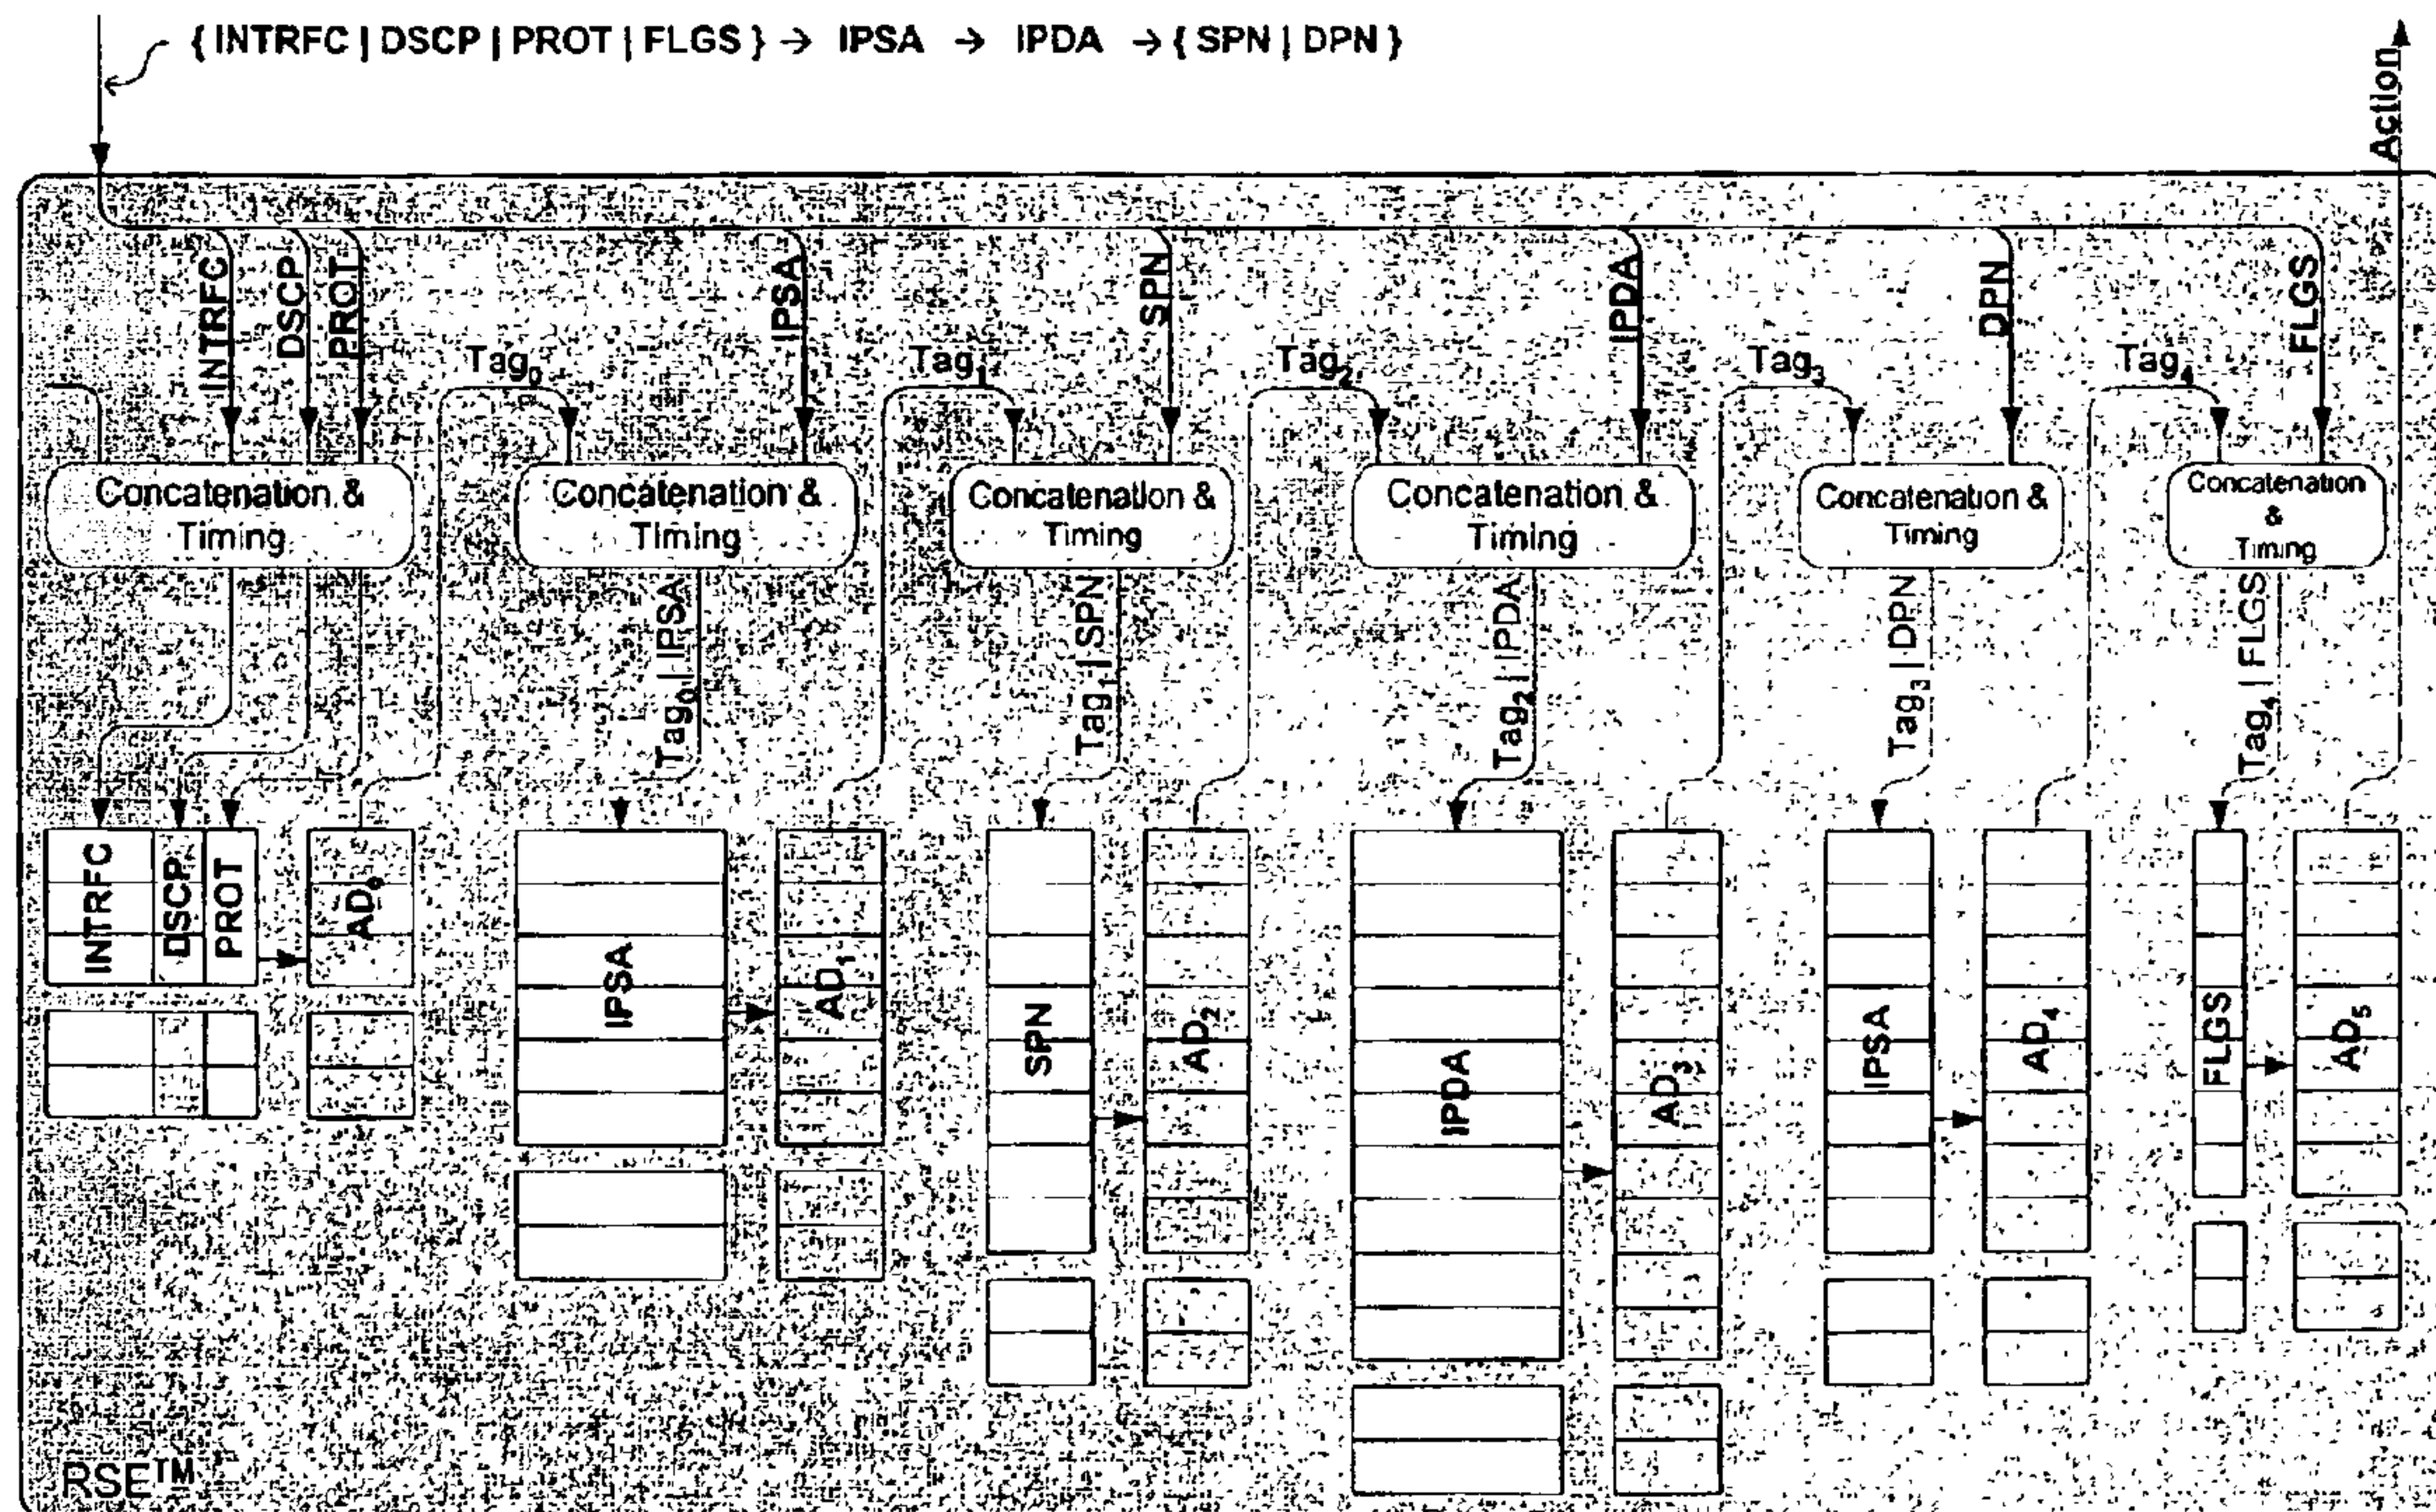 { INTRFC | DSCP | PROT | FLGS } → IPSA → IPDA → { SPN | DPN }
Action
INTRFC
DSCP
PROT
IPSA
SPN
IPDA
DPN
FLGS
Tag0
Tag1
Tag2
Tag3
Tag4
Concatenation &
Timing
Concatenation &
Timing
Concatenation &
Timing
Concatenation &
Timing
Concatenation &
Timing
Concatenation
&
Timing
Tag0 | IPSA
Tag1 | SPN
Tag2 | IPDA
Tag3 | DPN
Tag4 | FLGS
INTRFC
DSCP
PROT
AD0
IPSA
AD1
SPN
AD2
IPDA
AD3
IPSA
AD4
FLGS
AD5
RSE™